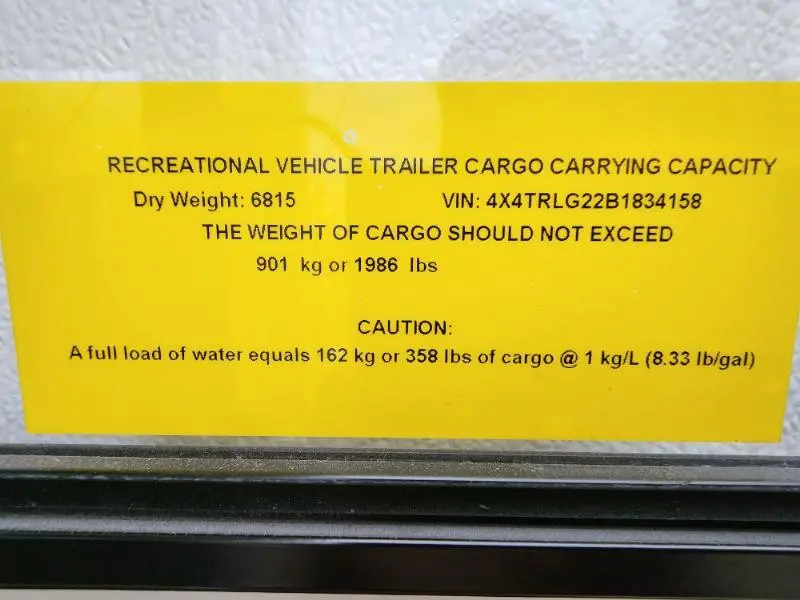 RECREATIONAL VEHICLE TRAILER CARGO CARRYING CAPACITY
Dry Weight: 6815 VIN: 4X4TRLG22B1834158
THE WEIGHT OF CARGO SHOULD NOT EXCEED
901 kg or 1986 lbs
CAUTION:
A full load of water equals 162 kg or 358 lbs of cargo @ 1 kg/L (8.33 lb/gal)